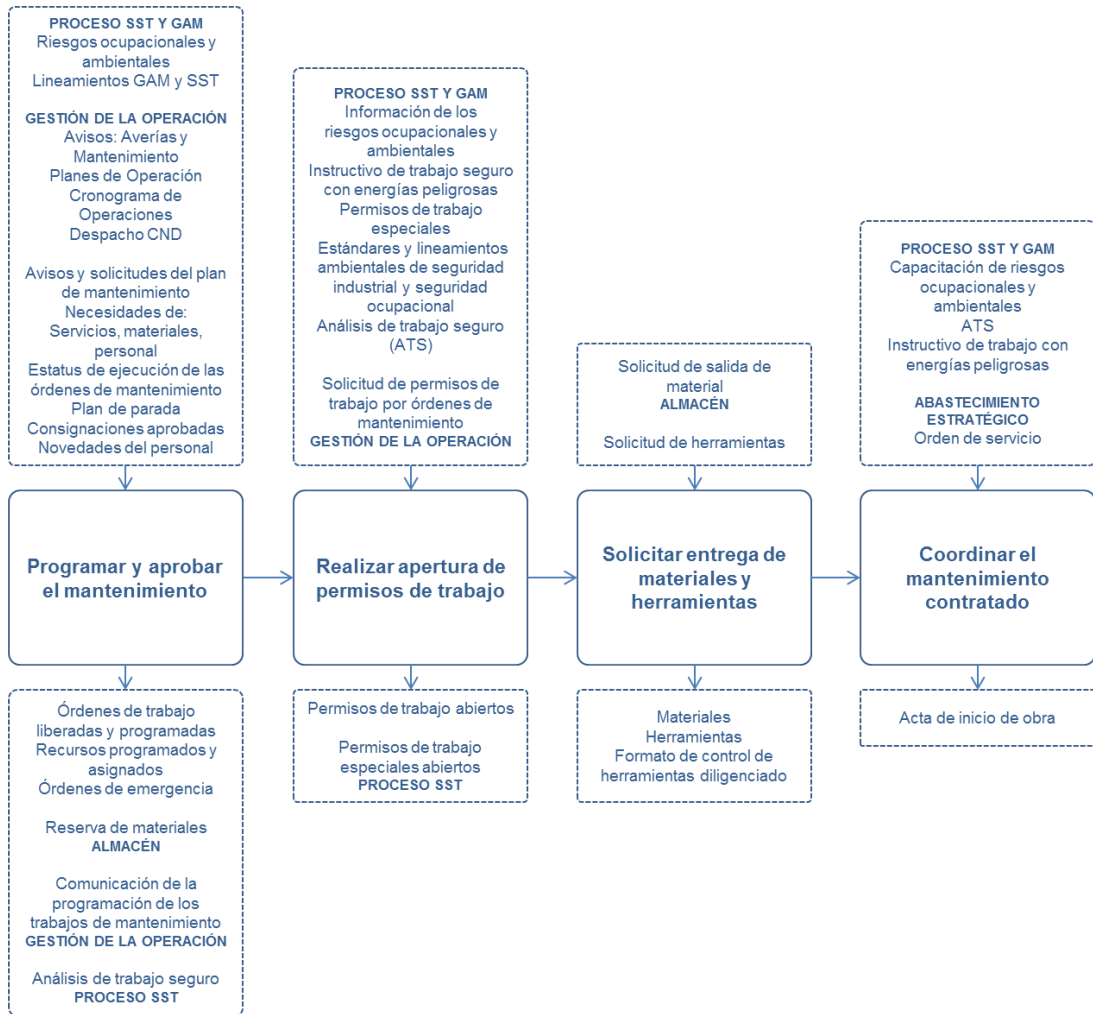 PROCESO SST Y GAM
Riesgos ocupacionales y
ambientales
Lineamientos GAM y SST
GESTIÓN DE LA OPERACIÓN
Avisos: Averías y
Mantenimiento
Planes de Operación
Cronograma de
Operaciones
Despacho CND
Avisos y solicitudes del plan
de mantenimiento
Necesidades de:
Servicios, materiales,
personal
Estatus de ejecución de las
órdenes de mantenimiento
Plan de parada
Consignaciones aprobadas
Novedades del personal
PROCESO SST Y GAM
Información de los
riesgos ocupacionales y
ambientales
Instructivo de trabajo seguro
con energías peligrosas
Permisos de trabajo
especiales
Estándares y lineamientos
ambientales de seguridad
industrial y seguridad
ocupacional
Análisis de trabajo seguro
(ATS)
Solicitud de permisos de
trabajo por órdenes de
mantenimiento
GESTIÓN DE LA OPERACIÓN
Solicitud de salida de
material
ALMACÉN
Solicitud de herramientas
PROCESO SST Y GAM
Capacitación de riesgos
ocupacionales y
ambientales
ATS
Instructivo de trabajo con
energías peligrosas
ABASTECIMIENTO
ESTRATÉGICO
Orden de servicio
Programar y aprobar
el mantenimiento
Realizar apertura de
permisos de trabajo
Solicitar entrega de
materiales y
herramientas
Coordinar el
mantenimiento
contratado
Órdenes de trabajo
liberadas y programadas
Recursos programados y
asignados
Órdenes de emergencia
Reserva de materiales
ALMACÉN
Comunicación de la
programación de los
trabajos de mantenimiento
GESTIÓN DE LA OPERACIÓN
Análisis de trabajo seguro
PROCESO SST
Permisos de trabajo abiertos
Permisos de trabajo
especiales abiertos
PROCESO SST
Materiales
Herramientas
Formato de control de
herramientas diligenciado
Acta de inicio de obra